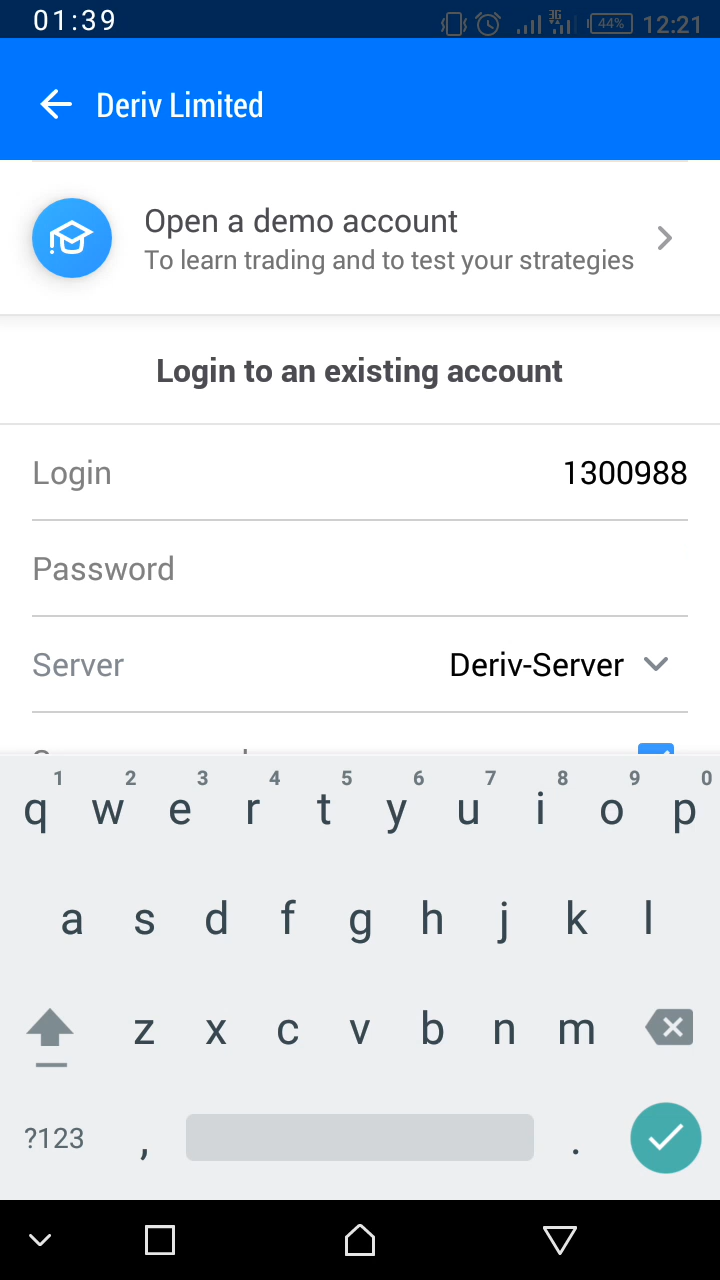 01:39
3G
44%
12:21
Deriv Limited
Open a demo account
To learn trading and to test your strategies
Login to an existing account
Login 1300988
Password
Server Deriv-Server
1 2 3 4 5 6 7 8 9 0
q w e r t y u i o p
a s d f g h j k l
z x c v b n m
?123 , .